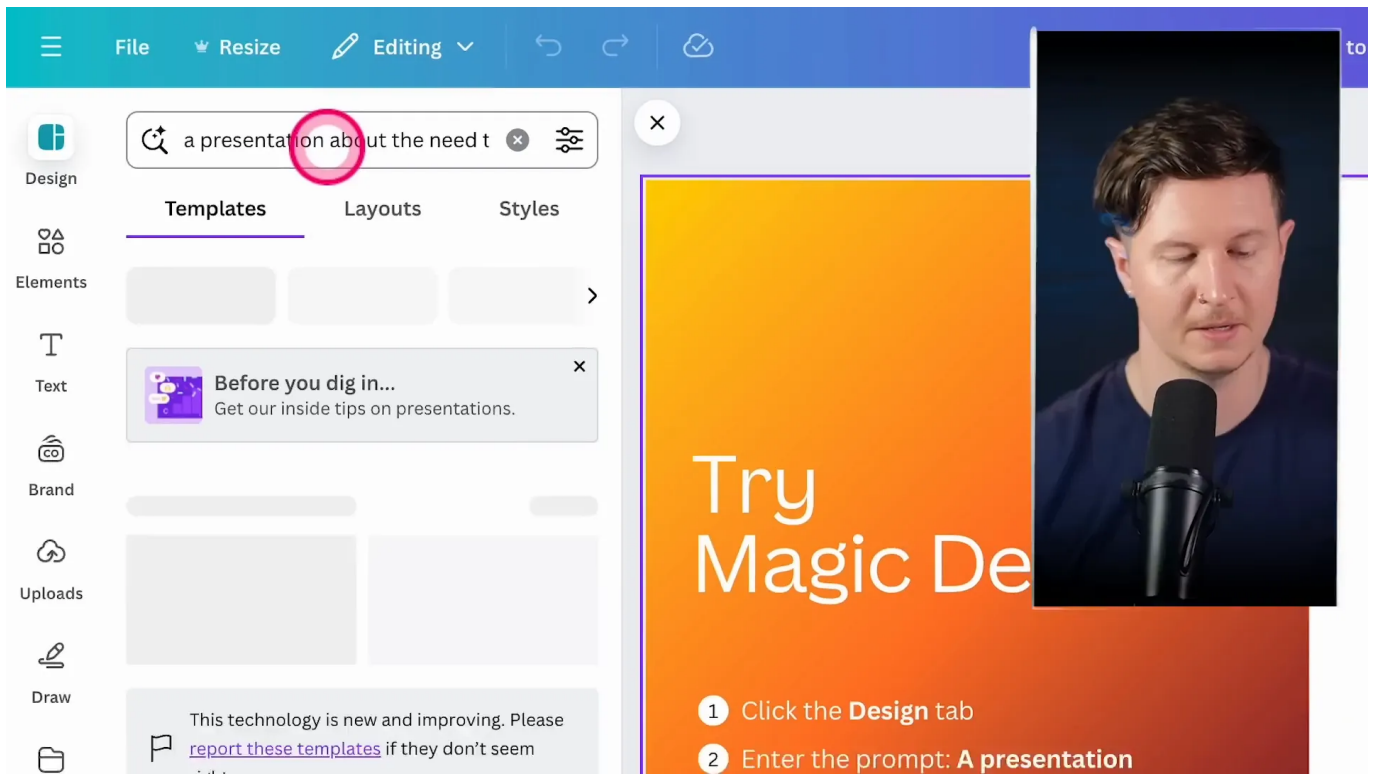 File
Resize
Editing
to
Design
Elements
Text
Brand
CO
Uploads
Draw
a presentation about the need t
Templates
Layouts
Styles
Before you dig in...
Get our inside tips on presentations.
This technology is new and improving. Please
report these templates if they don't seem
Try
Magic De
1 Click the Design tab
2 Enter the prompt: A presentation